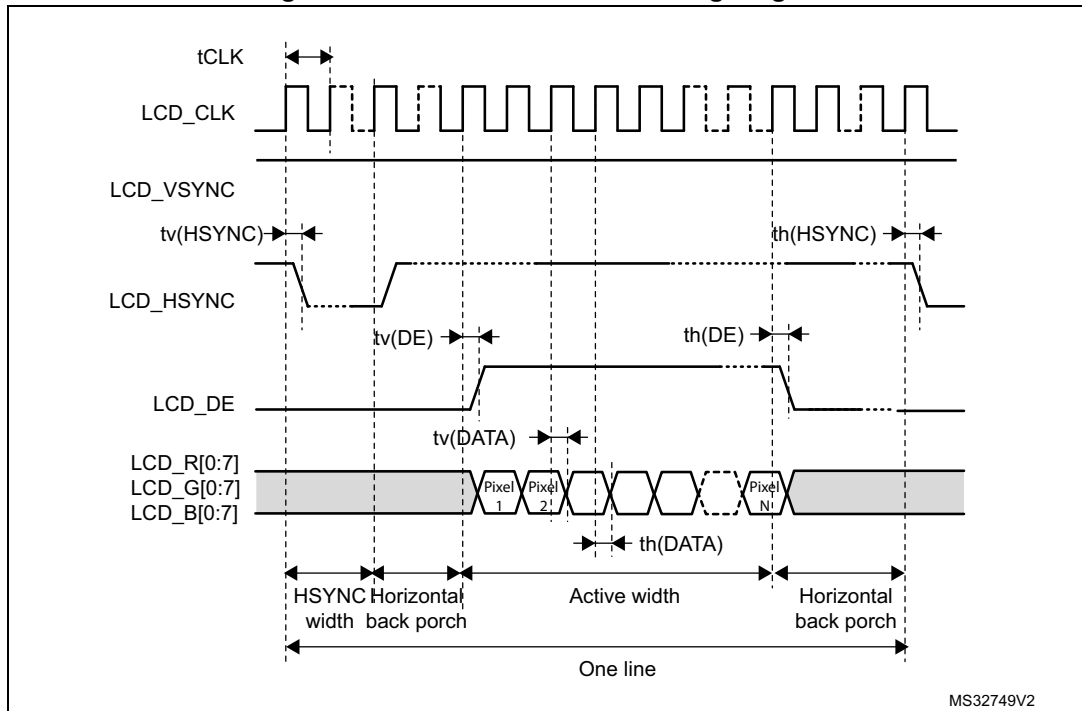 tCLK
LCD_CLK
LCD_VSYNC
tv(HSYNC)
th(HSYNC)
LCD_HSYNC
tv(DE)
th(DE)
LCD_DE
tv(DATA)
LCD_R[0:7]
LCD_G[0:7]
LCD_B[0:7]
Pixel
1
Pixel
2
Pixel
N
th(DATA)
HSYNC
width
Horizontal
back porch
Active width
Horizontal
back porch
One line
MS32749V2